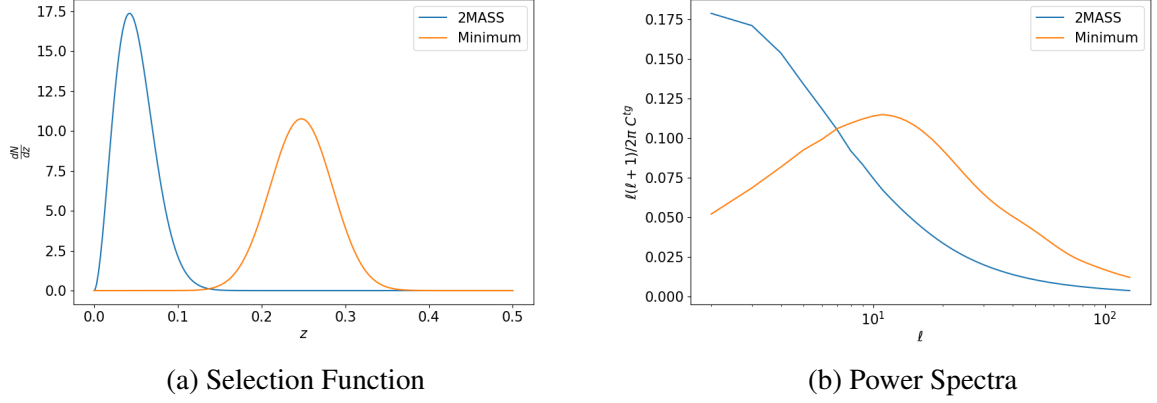 17.5
15.0
12.5
10.0
7.5
5.0
2.5
0.0
dN
dz
0.0 0.1 0.2 0.3 0.4 0.5
z
2MASS
Minimum
(a) Selection Function
0.175
0.150
0.125
0.100
0.075
0.050
0.025
0.000
ℓ(ℓ + 1)/2π C^{tg}
10^1 10^2
ℓ
2MASS
Minimum
(b) Power Spectra